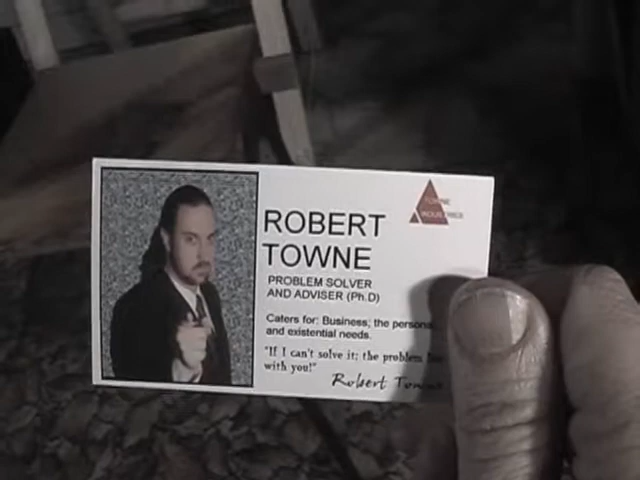 TOWNE
INDUSTRIES
ROBERT
TOWNE
PROBLEM SOLVER
AND ADVISER (Ph.D)
Caters for: Business, the persona
and existential needs.
"If I can't solve it; the problem
with you!"
Robert Towne